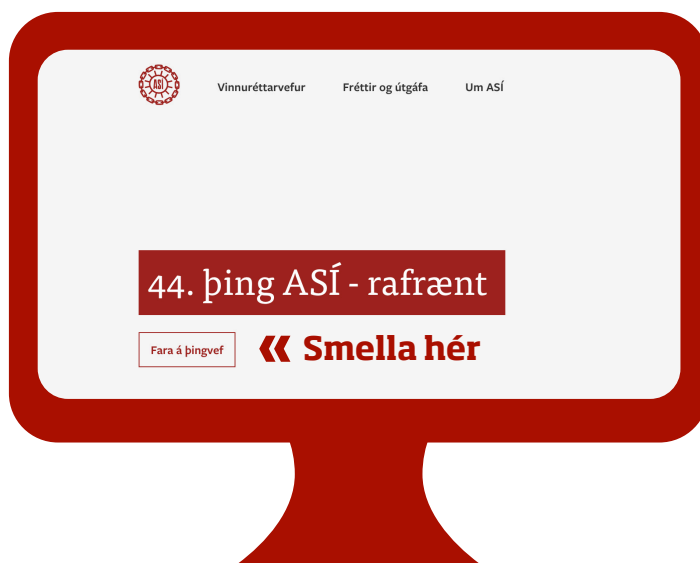 ASÍ
Vinnuréttarvefur Fréttir og útgáfa Um ASÍ
44. þing ASÍ - rafrænt
Fara á þingvef « Smella hér